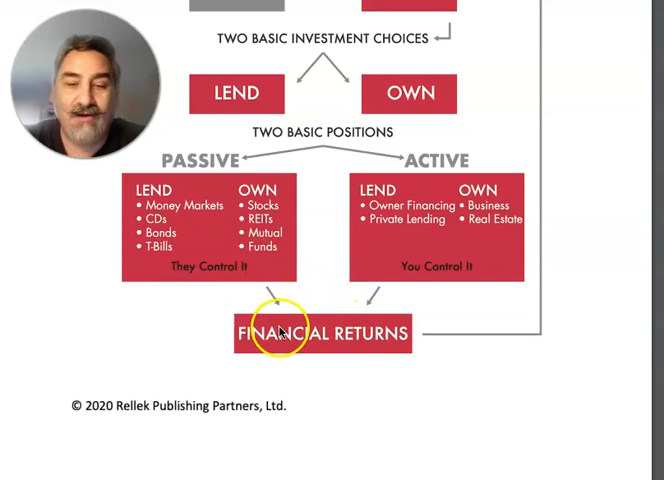 TWO BASIC INVESTMENT CHOICES
LEND
OWN
TWO BASIC POSITIONS
PASSIVE
ACTIVE
LEND
• Money Markets
• CDs
• Bonds
• T-Bills
OWN
• Stocks
• REITs
• Mutual
• Funds
They Control It
LEND
• Owner Financing
• Private Lending
OWN
• Business
• Real Estate
You Control It
FINANCIAL RETURNS
© 2020 Rellek Publishing Partners, Ltd.